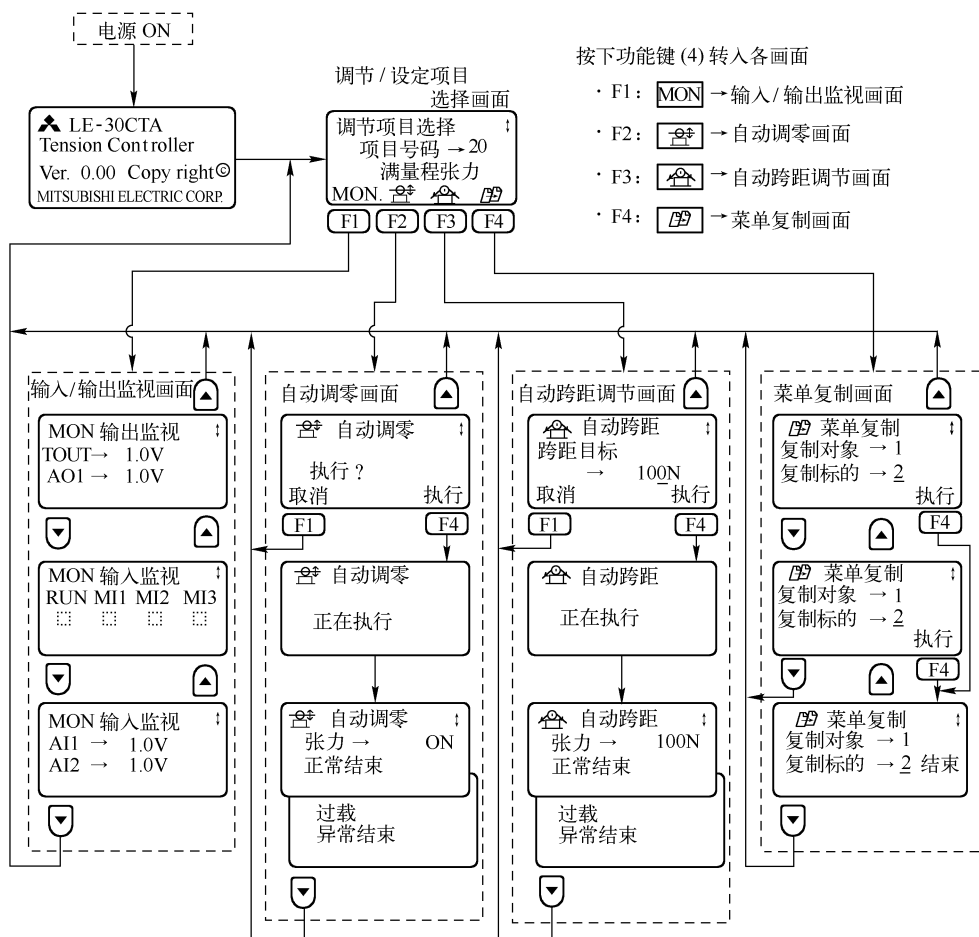 电源 ON
LE-30CTA
Tension Controller
Ver. 0.00 Copy right©
MITSUBISHI ELECTRIC CORP.
调节/设定项目
选择画面
调节项目选择
项目号码 →20
满量程张力
MON.
F1 F2 F3 F4
按下功能键 (4) 转入各画面
· F1: MON →输入/输出监视画面
· F2: →自动调零画面
· F3: →自动跨距调节画面
· F4: →菜单复制画面
输入/输出监视画面
MON 输出监视
TOUT→ 1.0V
AO1 → 1.0V
MON 输入监视
RUN MI1 MI2 MI3
MON 输入监视
AI1 → 1.0V
AI2 → 1.0V
自动调零画面
自动调零
执行?
取消 执行
F1 F4
自动调零
正在执行
自动调零
张力→ ON
正常结束
过载
异常结束
自动跨距调节画面
自动跨距
跨距目标
→ 100N
取消 执行
F1 F4
自动跨距
正在执行
自动跨距
张力→ 100N
正常结束
过载
异常结束
菜单复制画面
菜单复制
复制对象 →1
复制标的 →2
执行
F4
菜单复制
复制对象 →1
复制标的 →2
执行
F4
菜单复制
复制对象 →1
复制标的 →2 结束